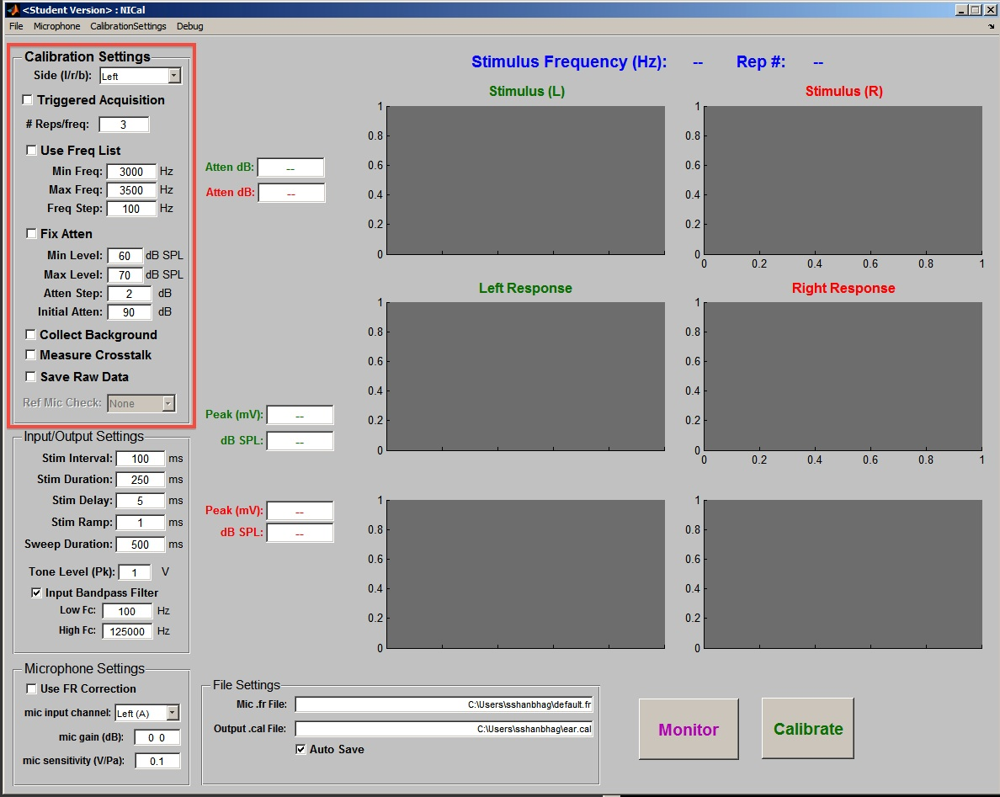 <Student Version> : NICal
File Microphone CalibrationSettings Debug
Calibration Settings
Side (l/r/b): Left
Triggered Acquisition
# Reps/freq: 3
Use Freq List
Min Freq: 3000 Hz
Max Freq: 3500 Hz
Freq Step: 100 Hz
Fix Atten
Min Level: 60 dB SPL
Max Level: 70 dB SPL
Atten Step: 2 dB
Initial Atten: 90 dB
Collect Background
Measure Crosstalk
Save Raw Data
Ref Mic Check: None
Input/Output Settings
Stim Interval: 100 ms
Stim Duration: 250 ms
Stim Delay: 5 ms
Stim Ramp: 1 ms
Sweep Duration: 500 ms
Tone Level (Pk): 1 V
Input Bandpass Filter
Low Fc: 100 Hz
High Fc: 125000 Hz
Microphone Settings
Use FR Correction
mic input channel: Left (A)
mic gain (dB): 0 0
mic sensitivity (V/Pa): 0.1
Atten dB: --
Atten dB: --
Peak (mV): --
dB SPL: --
Peak (mV): --
dB SPL: --
Stimulus Frequency (Hz): -- Rep #: --
Stimulus (L)
1
0.8
0.6
0.4
0.2
0
Stimulus (R)
1
0.8
0.6
0.4
0.2
0
0 0.2 0.4 0.6 0.8 1
Left Response
1
0.8
0.6
0.4
0.2
0
Right Response
1
0.8
0.6
0.4
0.2
0
0 0.2 0.4 0.6 0.8 1
1
0.8
0.6
0.4
0.2
0
1
0.8
0.6
0.4
0.2
0
File Settings
Mic .fr File: C:\Users\sshanbhag\default.fr
Output .cal File: C:\Users\sshanbhag\ear.cal
Auto Save
Monitor
Calibrate